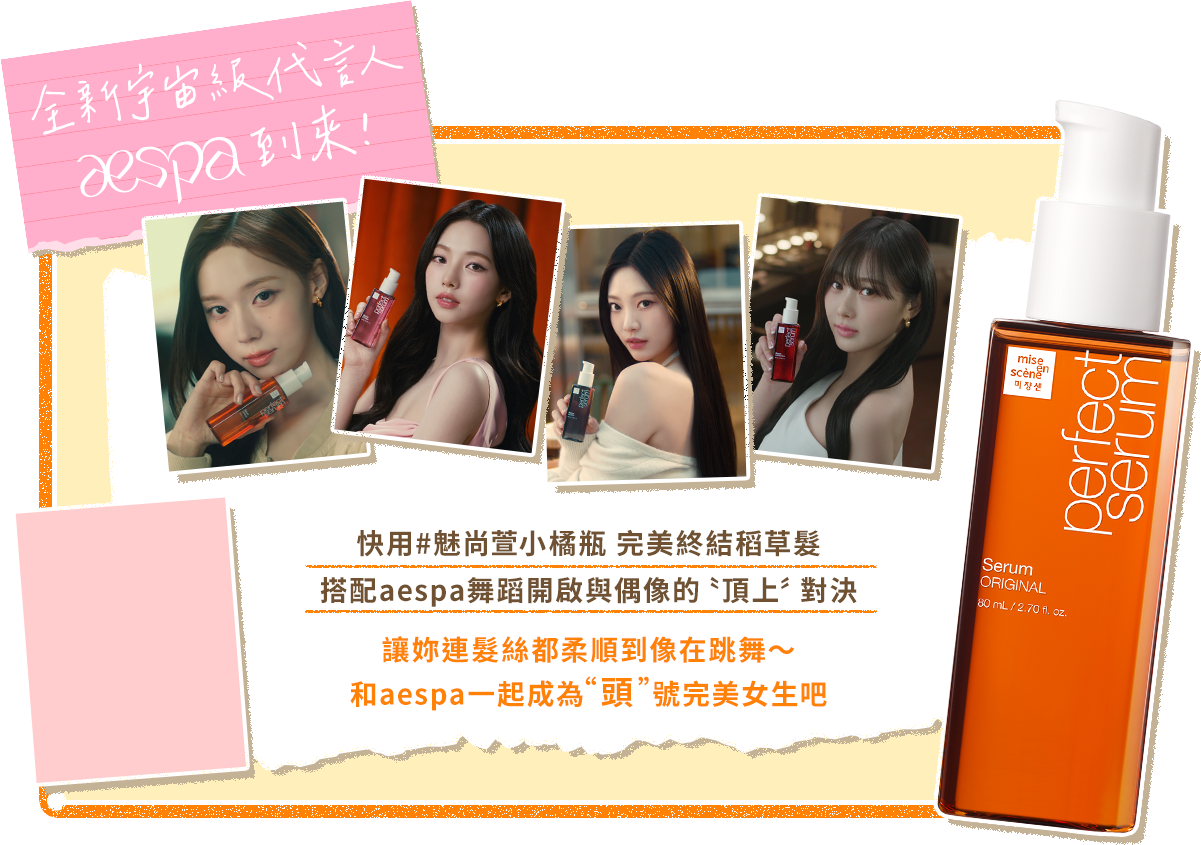 全新宇宙級代言人
aespa到來!
快用#魅尚萱小橘瓶 完美終結稻草髮
搭配aespa舞蹈開啟與偶像的〝頂上〞對決
讓妳連髮絲都柔順到像在跳舞～
和aespa一起成為“頭”號完美女生吧
mise
en
scène
미장센
perfect
serum
Serum
ORIGINAL
80 mL / 2.70 fl. oz.